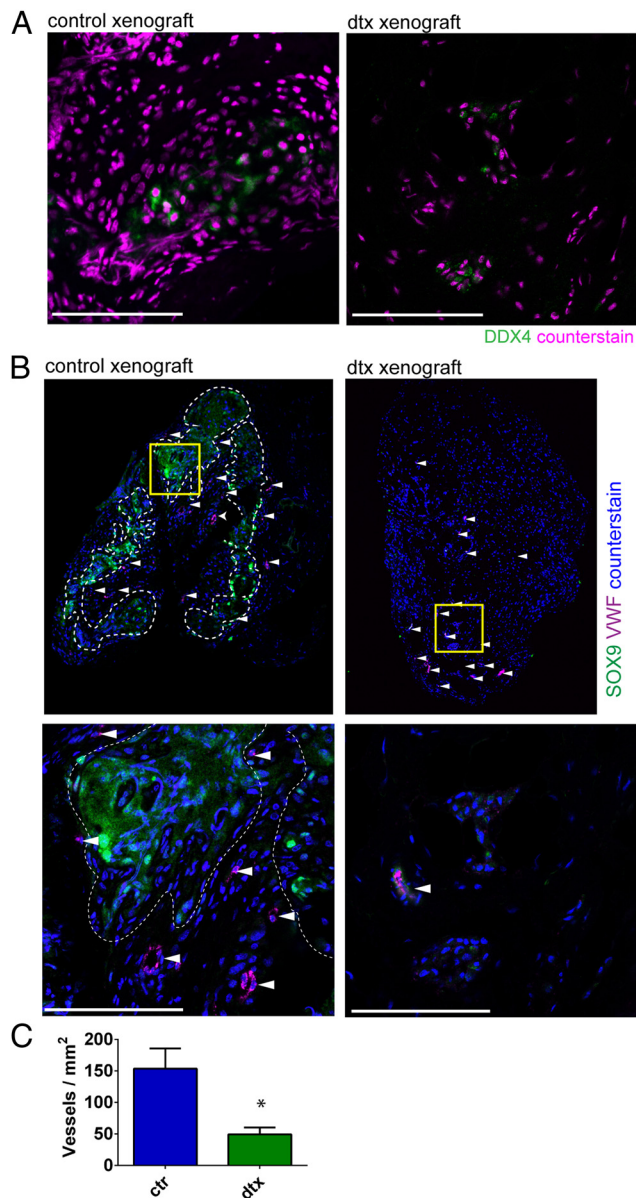 A
control xenograft
dtx xenograft
DDX4 counterstain
B
control xenograft
dtx xenograft
SOX9 VWF counterstain
C
Vessels / mm²
200
150
100
50
0
*
ctr
dtx